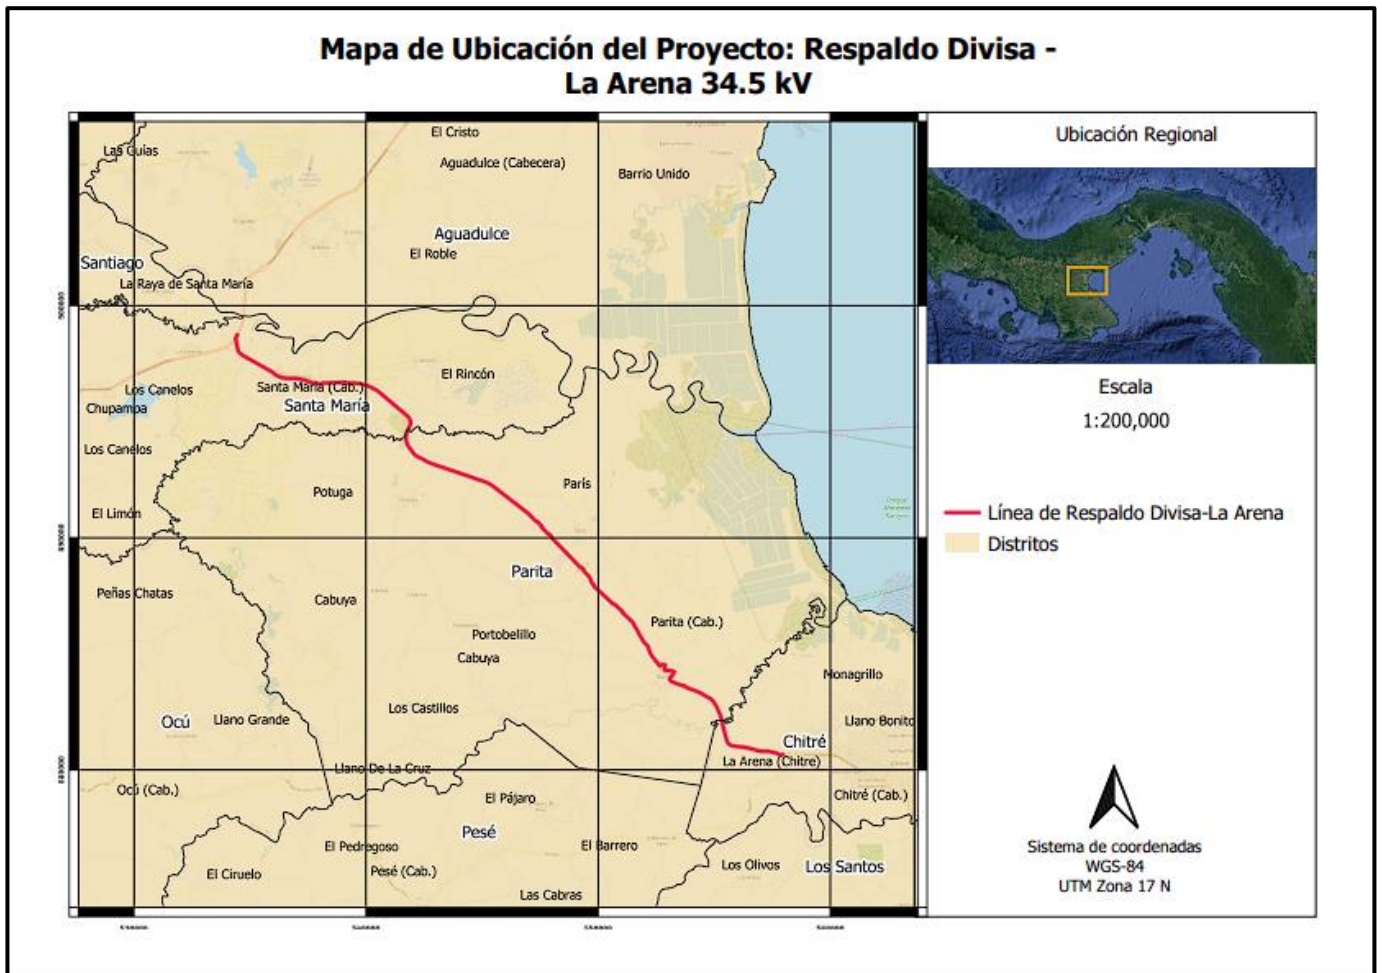 Mapa de Ubicación del Proyecto: Respaldo Divisa -
La Arena 34.5 kV
Ubicación Regional
Escala
1:200,000
Línea de Respaldo Divisa-La Arena
Distritos
Sistema de coordenadas
WGS-84
UTM Zona 17 N
El Cristo
Las Guías
Aguadulce (Cabecera)
Barrio Unido
Aguadulce
El Roble
Santiago
La Raya de Santa María
900000
El Rincón
Santa María (Cab.)
Los Canelos
Santa María
Chupampa
Los Canelos
París
Potuga
El Limón
890000
Parita
Peñas Chatas
Cabuya
Parita (Cab.)
Portobelillo
Cabuya
Monagrillo
Los Castillos
Ocú
Llano Grande
Llano Bonito
Chitré
La Arena (Chitre)
Llano De La Cruz
880000
Ocú (Cab.)
El Pájaro
Chitré (Cab.)
Pesé
El Pedregoso
El Barrero
Los Olivos
Los Santos
Pesé (Cab.)
El Ciruelo
Las Cabras